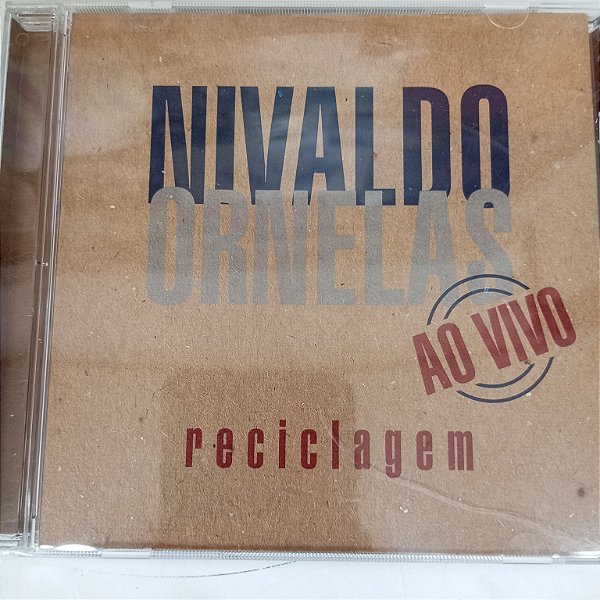 NIVALDO
ORNELAS
AO VIVO
reciclagem